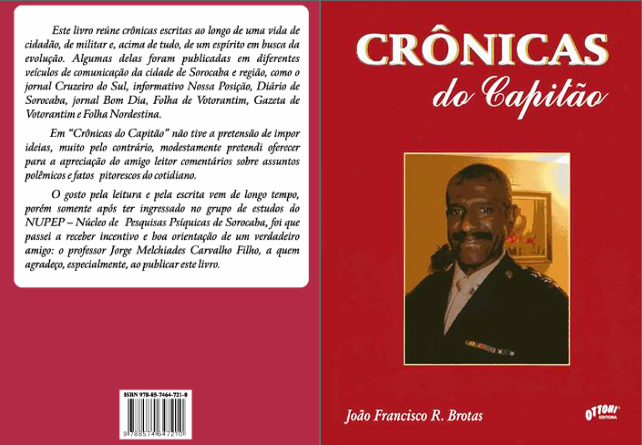 Este livro reúne crônicas escritas ao longo de uma vida de
cidadão, de militar e, acima de tudo, de um espírito em busca da
evolução. Algumas delas foram publicadas em diferentes
veículos de comunicação da cidade de Sorocaba e região, como o
jornal Cruzeiro do Sul, informativo Nossa Posição, Diário de
Sorocaba, jornal Bom Dia, Folha de Votorantim, Gazeta de
Votorantim e Folha Nordestina.
Em “Crônicas do Capitão” não tive a pretensão de impor
ideias, muito pelo contrário, modestamente pretendi oferecer
para a apreciação do amigo leitor comentários sobre assuntos
polêmicos e fatos pitorescos do cotidiano.
O gosto pela leitura e pela escrita vem de longo tempo,
porém somente após ter ingressado no grupo de estudos do
NUPEP – Núcleo de Pesquisas Psíquicas de Sorocaba, foi que
passei a receber incentivo e boa orientação de um verdadeiro
amigo: o professor Jorge Melchiades Carvalho Filho, a quem
agradeço, especialmente, ao publicar este livro.
ISBN 978-85-7464-721-0
9788574647210
CRÔNICAS
do Capitão
João Francisco R. Brotas
OTTONI
EDITORA